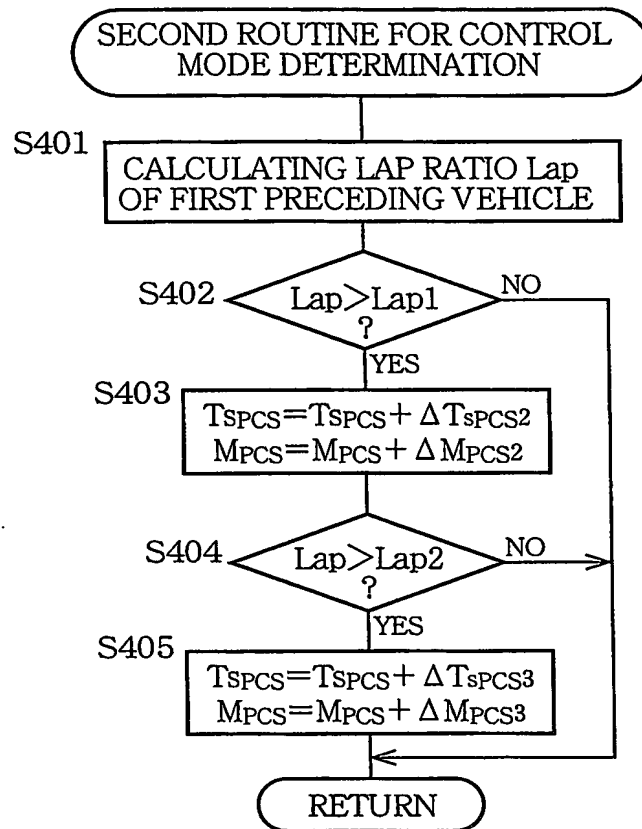 SECOND ROUTINE FOR CONTROL
MODE DETERMINATION
S401
CALCULATING LAP RATIO Lap
OF FIRST PRECEDING VEHICLE
S402
Lap>Lap1
?
NO
YES
S403
TsPCS=TsPCS+ΔTsPCS2
MPCS=MPCS+ΔMPCS2
S404
Lap>Lap2
?
NO
YES
S405
TsPCS=TsPCS+ΔTsPCS3
MPCS=MPCS+ΔMPCS3
RETURN